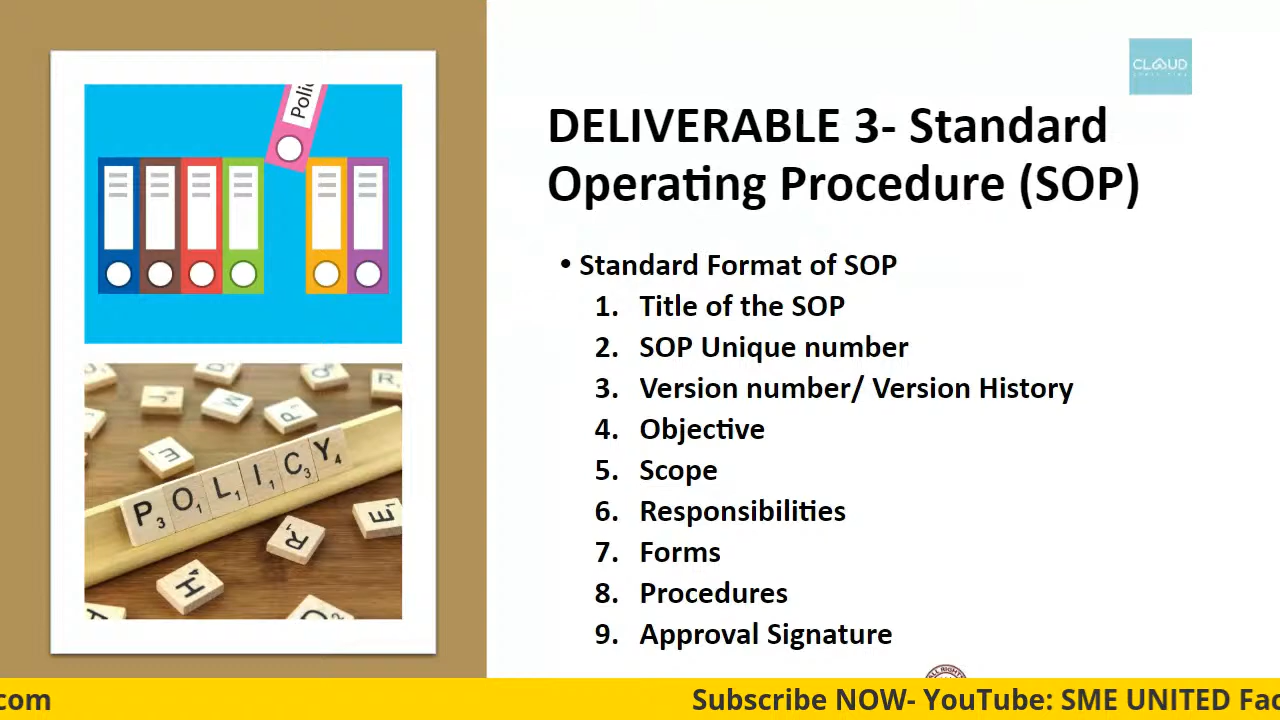 CLOUD
DELIVERABLE 3- Standard
Operating Procedure (SOP)
• Standard Format of SOP
1. Title of the SOP
2. SOP Unique number
3. Version number/ Version History
4. Objective
5. Scope
6. Responsibilities
7. Forms
8. Procedures
9. Approval Signature
Polic
POLICY
com
Subscribe NOW- YouTube: SME UNITED Fac